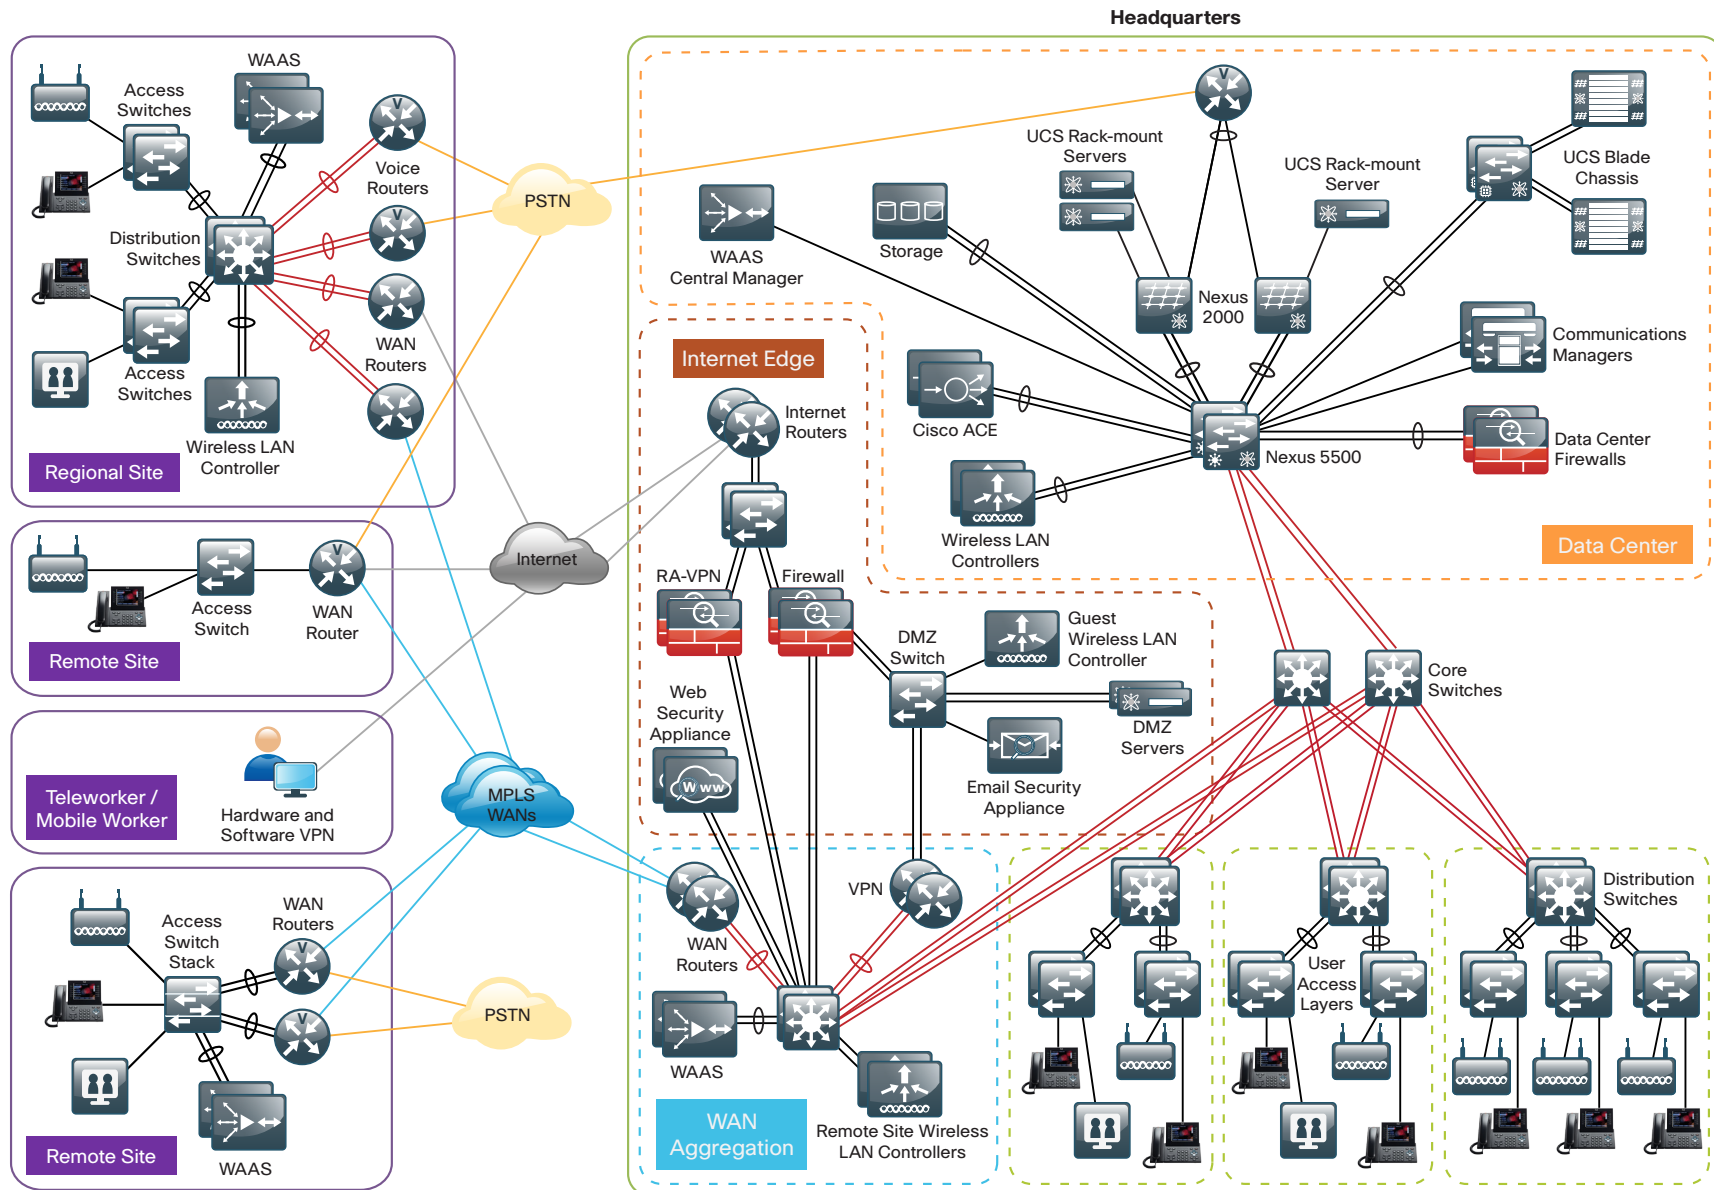 Headquarters
WAAS
Access
Switches
V
Voice
Routers
V
Distribution
Switches
WAN
Routers
Access
Switches
Wireless LAN
Controller
Regional Site
PSTN
V
UCS Rack-mount
Servers
UCS Rack-mount
Server
UCS Blade
Chassis
WAAS
Central Manager
Storage
Nexus
2000
Communications
Managers
Internet Edge
Internet
Routers
Cisco ACE
Nexus 5500
Data Center
Firewalls
Wireless LAN
Controllers
Data Center
Access
Switch
V
WAN
Router
Remote Site
Internet
RA-VPN
Firewall
DMZ
Switch
Guest
Wireless LAN
Controller
Core
Switches
Web
Security
Appliance
Www
DMZ
Servers
Email Security
Appliance
Teleworker /
Mobile Worker
Hardware and
Software VPN
MPLS
WANs
WAN
Routers
VPN
Distribution
Switches
Access
Switch
Stack
WAN
Routers
V
V
PSTN
WAAS
Remote Site
WAAS
User
Access
Layers
WAN
Aggregation
Remote Site Wireless
LAN Controllers